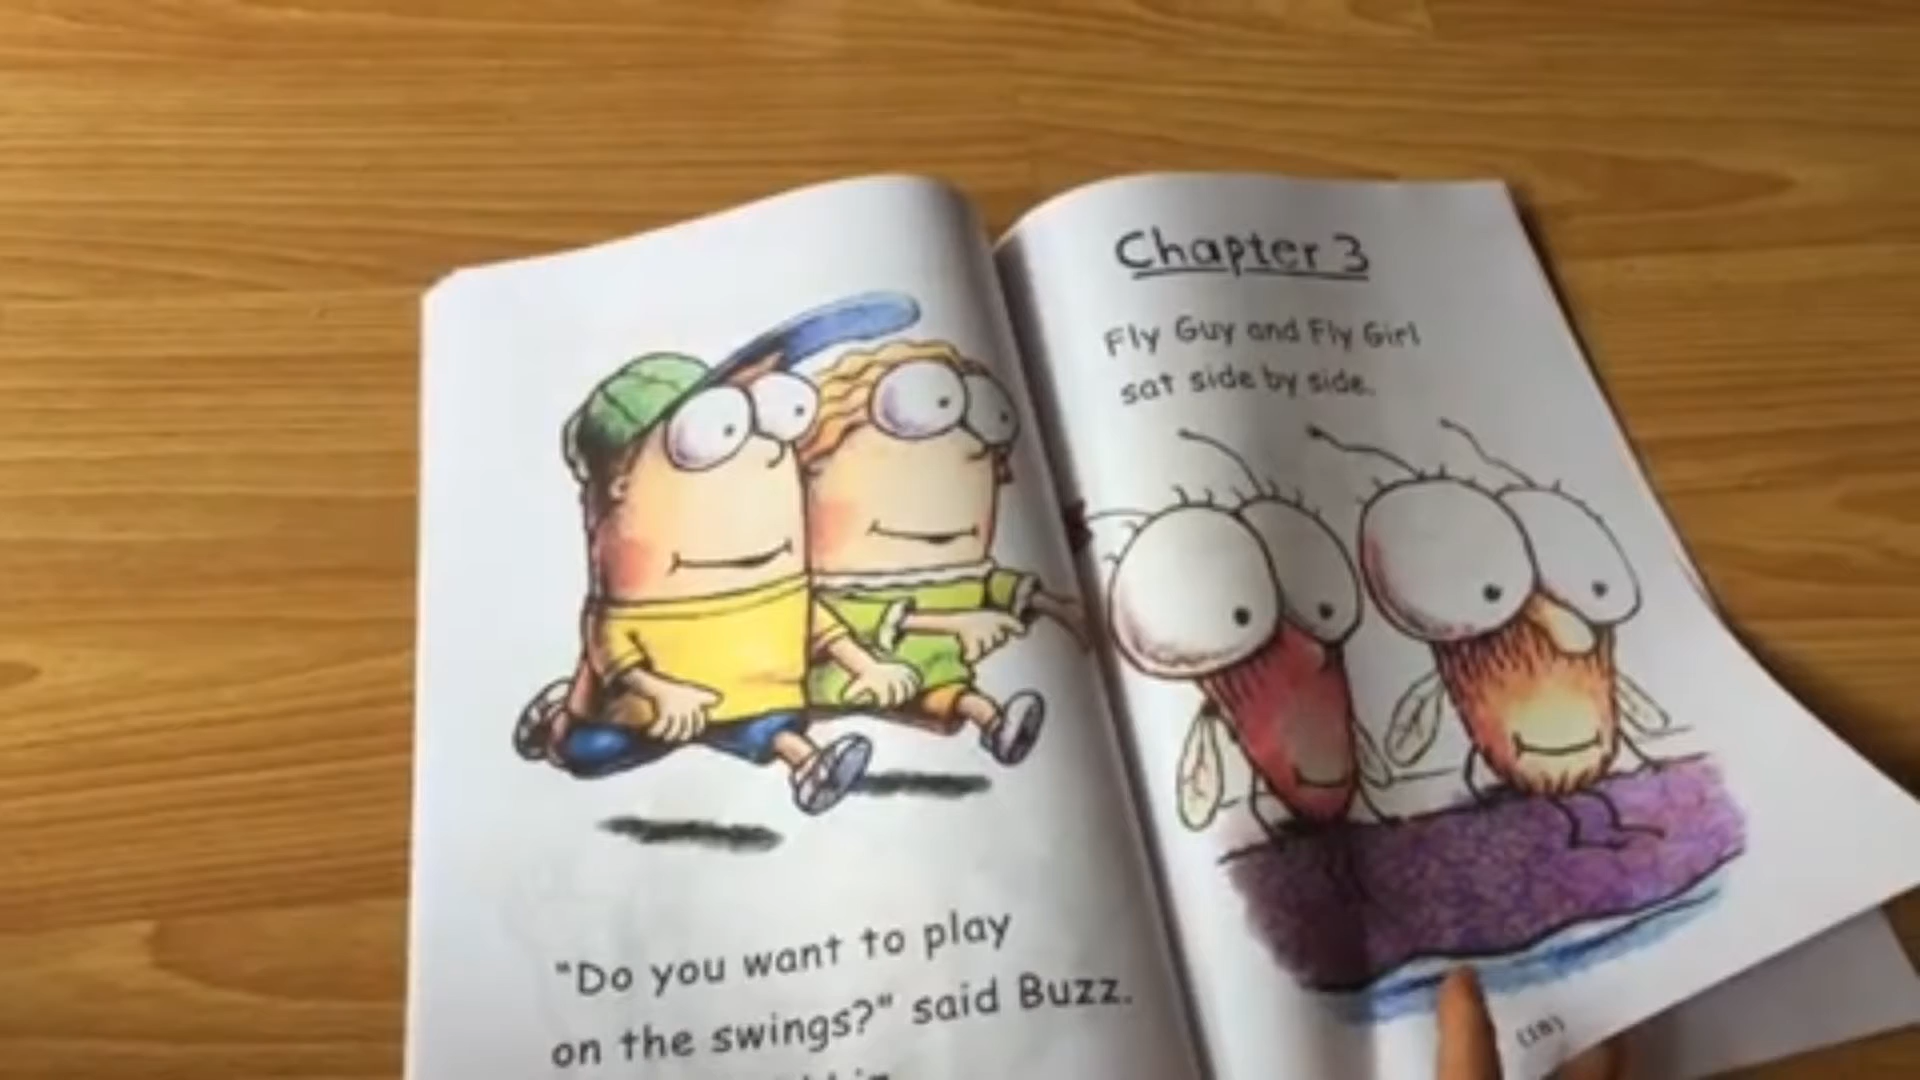 "Do you want to play
on the swings?" said Buzz.
Chapter 3
Fly Guy and Fly Girl
sat side by side.
(18)